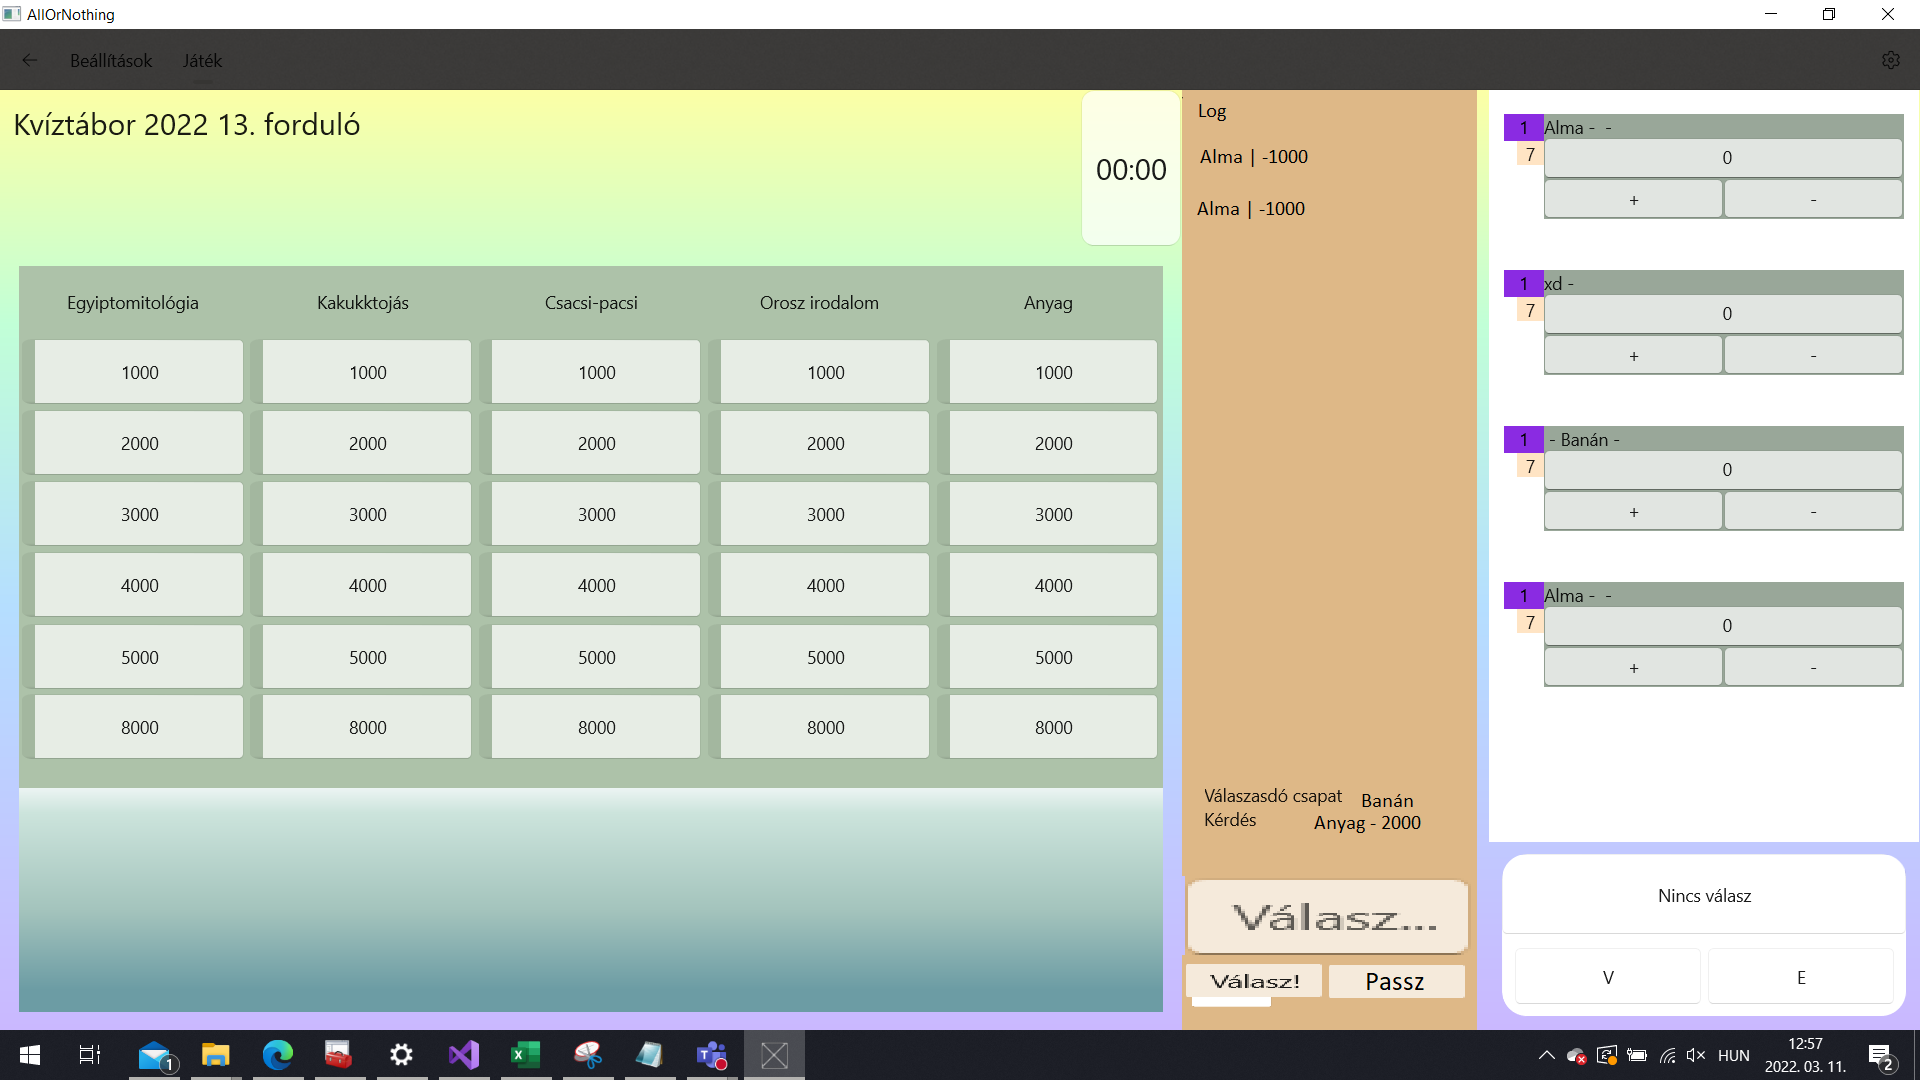 AllOrNothing
Beállítások Játék
Kvíztábor 2022 13. forduló
00:00
Egyiptomitológia Kakukktojás Csacsi-pacsi Orosz irodalom Anyag
1000 1000 1000 1000 1000
2000 2000 2000 2000 2000
3000 3000 3000 3000 3000
4000 4000 4000 4000 4000
5000 5000 5000 5000 5000
8000 8000 8000 8000 8000
Log
Alma | -1000
Alma | -1000
Válaszasdó csapat Banán
Kérdés Anyag - 2000
Válasz...
Válasz! Passz
1 Alma - -
7 0
+ -
1 xd -
7 0
+ -
1 - Banán -
7 0
+ -
1 Alma - -
7 0
+ -
Nincs válasz
V E
1
HUN
12:57
2022. 03. 11.
2